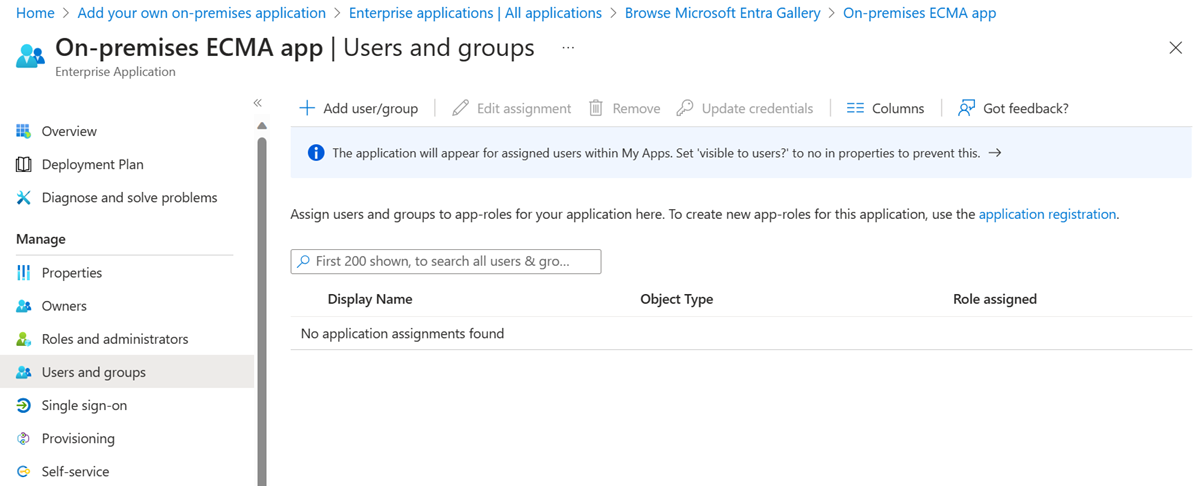 Home > Add your own on-premises application > Enterprise applications | All applications > Browse Microsoft Entra Gallery > On-premises ECMA app
On-premises ECMA app | Users and groups ...
Enterprise Application
Add user/group Edit assignment Remove Update credentials Columns Got feedback?
Overview
Deployment Plan
Diagnose and solve problems
Manage
Properties
Owners
Roles and administrators
Users and groups
Single sign-on
Provisioning
Self-service
The application will appear for assigned users within My Apps. Set 'visible to users?' to no in properties to prevent this. →
Assign users and groups to app-roles for your application here. To create new app-roles for this application, use the application registration.
First 200 shown, to search all users & gro...
Display Name Object Type Role assigned
No application assignments found